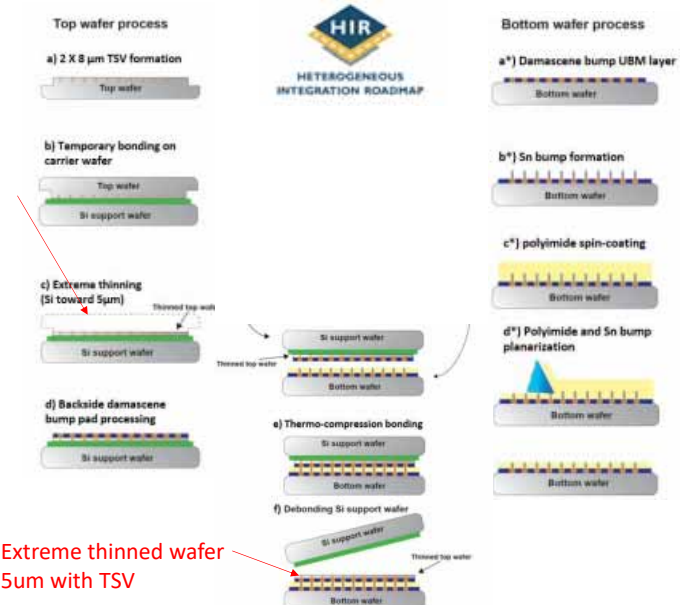 Top wafer process
a) 2 X 8 µm TSV formation
Top wafer
b) Temporary bonding on
carrier wafer
Top wafer
Si support wafer
c) Extreme thinning
(Si toward 5µm)
Thinned top wafe
Si support wafer
d) Backside damascene
bump pad processing
Si support wafer
Extreme thinned wafer
5um with TSV
HIR
HETEROGENEOUS
INTEGRATION ROADMAP
Si support wafer
Thinned top wafer
Bottom wafer
e) Thermo-compression bonding
Si support wafer
Bottom wafer
f) Debonding Si support wafer
Si support wafer
Thinned top wafer
Bottom wafer
Bottom wafer process
a*) Damascene bump UBM layer
Bottom wafer
b*) Sn bump formation
Bottom wafer
c*) polyimide spin-coating
Bottom wafer
d*) Polyimide and Sn bump
planarization
Bottom wafer
Bottom wafer